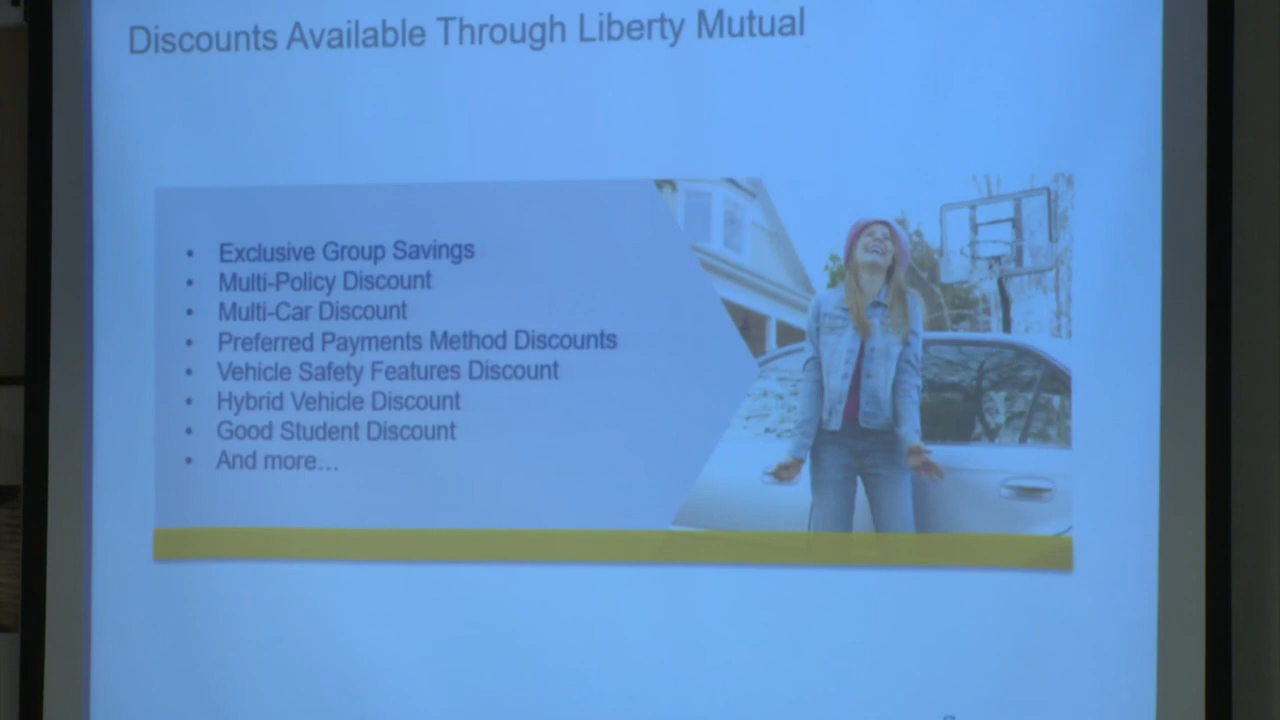 Discounts Available Through Liberty Mutual
• Exclusive Group Savings
• Multi-Policy Discount
• Multi-Car Discount
• Preferred Payments Method Discounts
• Vehicle Safety Features Discount
• Hybrid Vehicle Discount
• Good Student Discount
• And more…